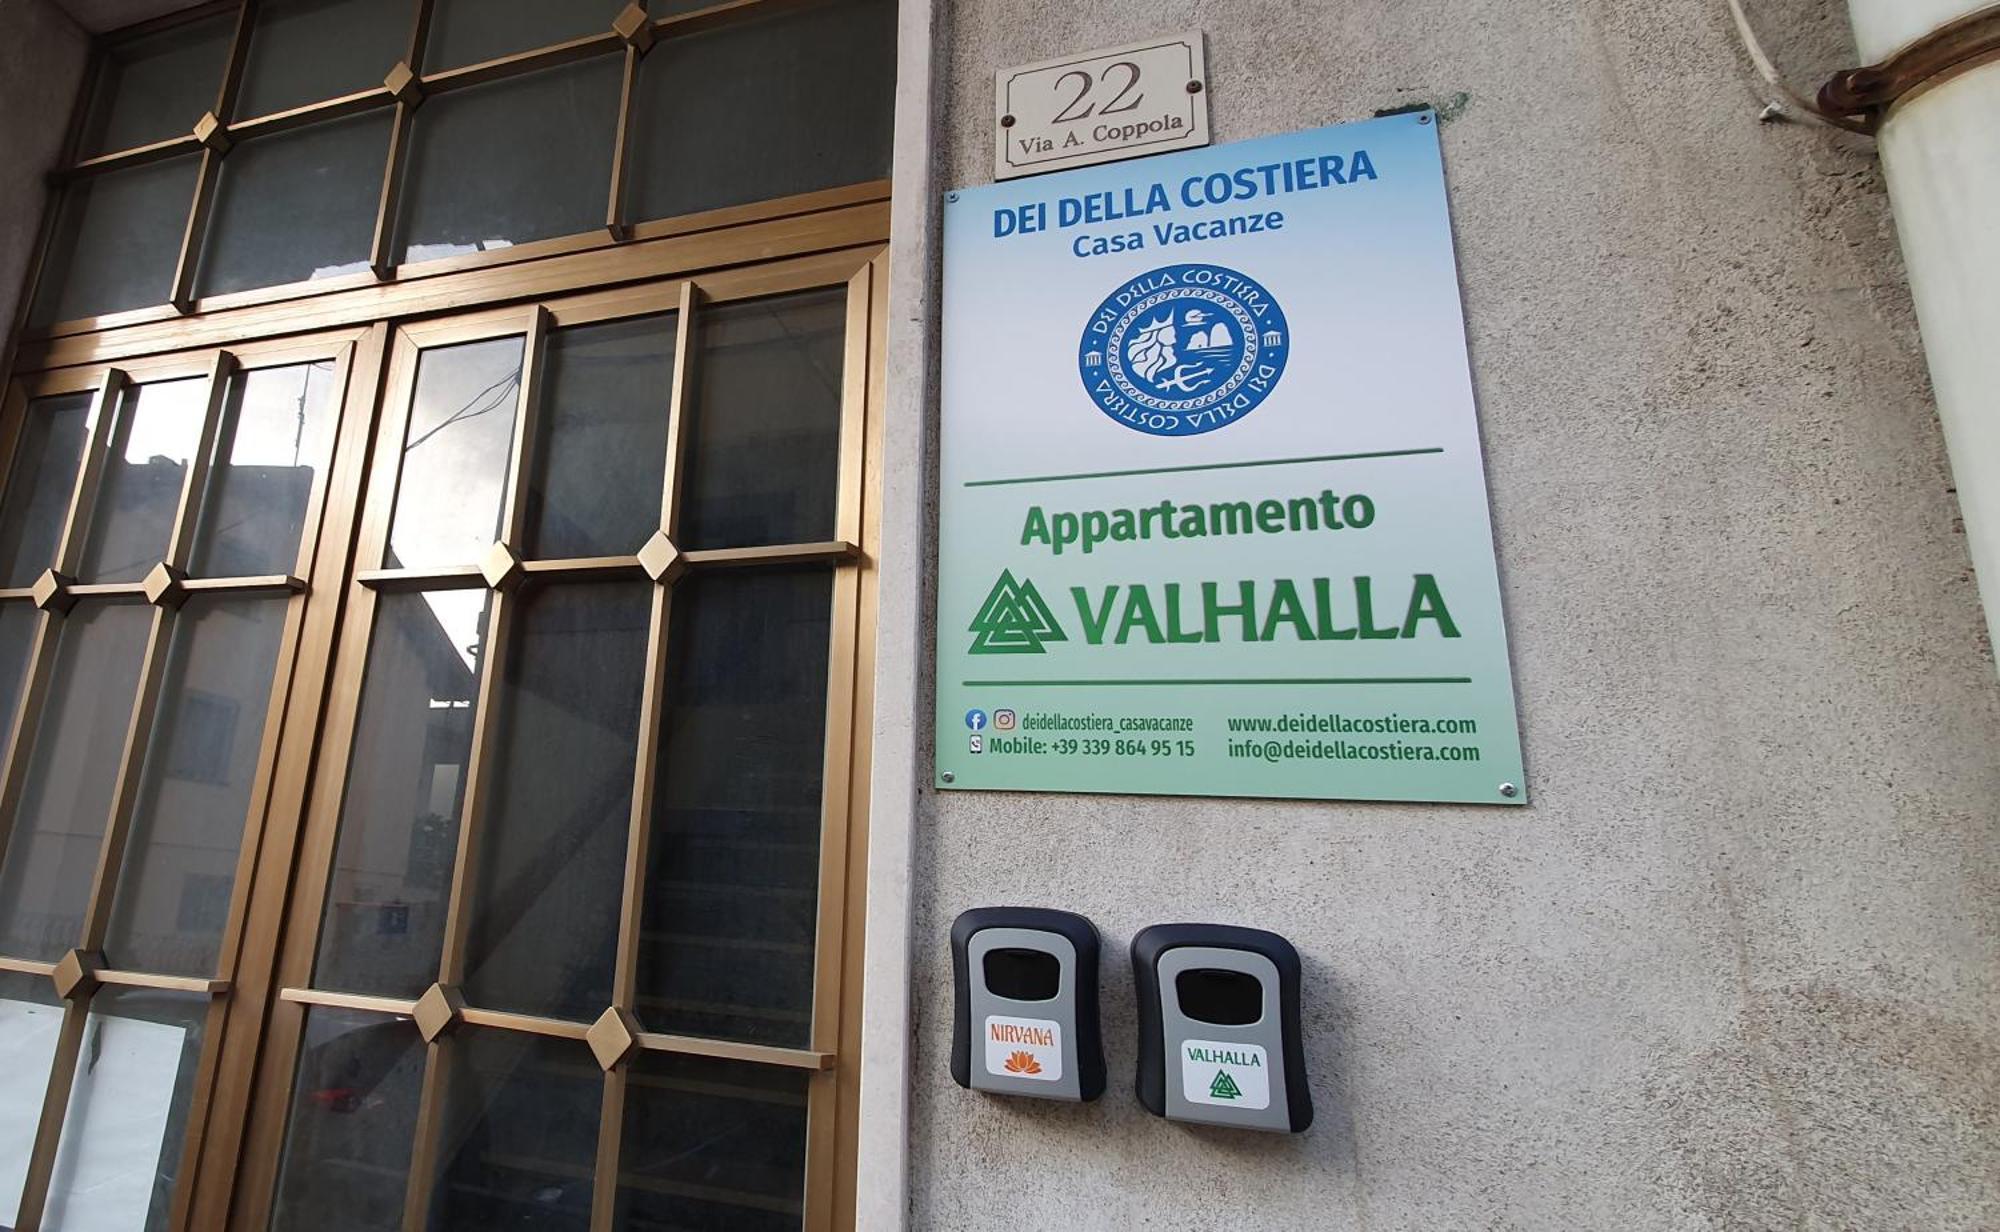 22
Via A. Coppola
DEI DELLA COSTIERA
Casa Vacanze
DEI DELLA COSTIERA · DEI DELLA COSTIERA
Appartamento
VALHALLA
deidellacostiera_casavacanze
Mobile: +39 339 864 95 15
www.deidellacostiera.com
info@deidellacostiera.com
NIRVANA
VALHALLA